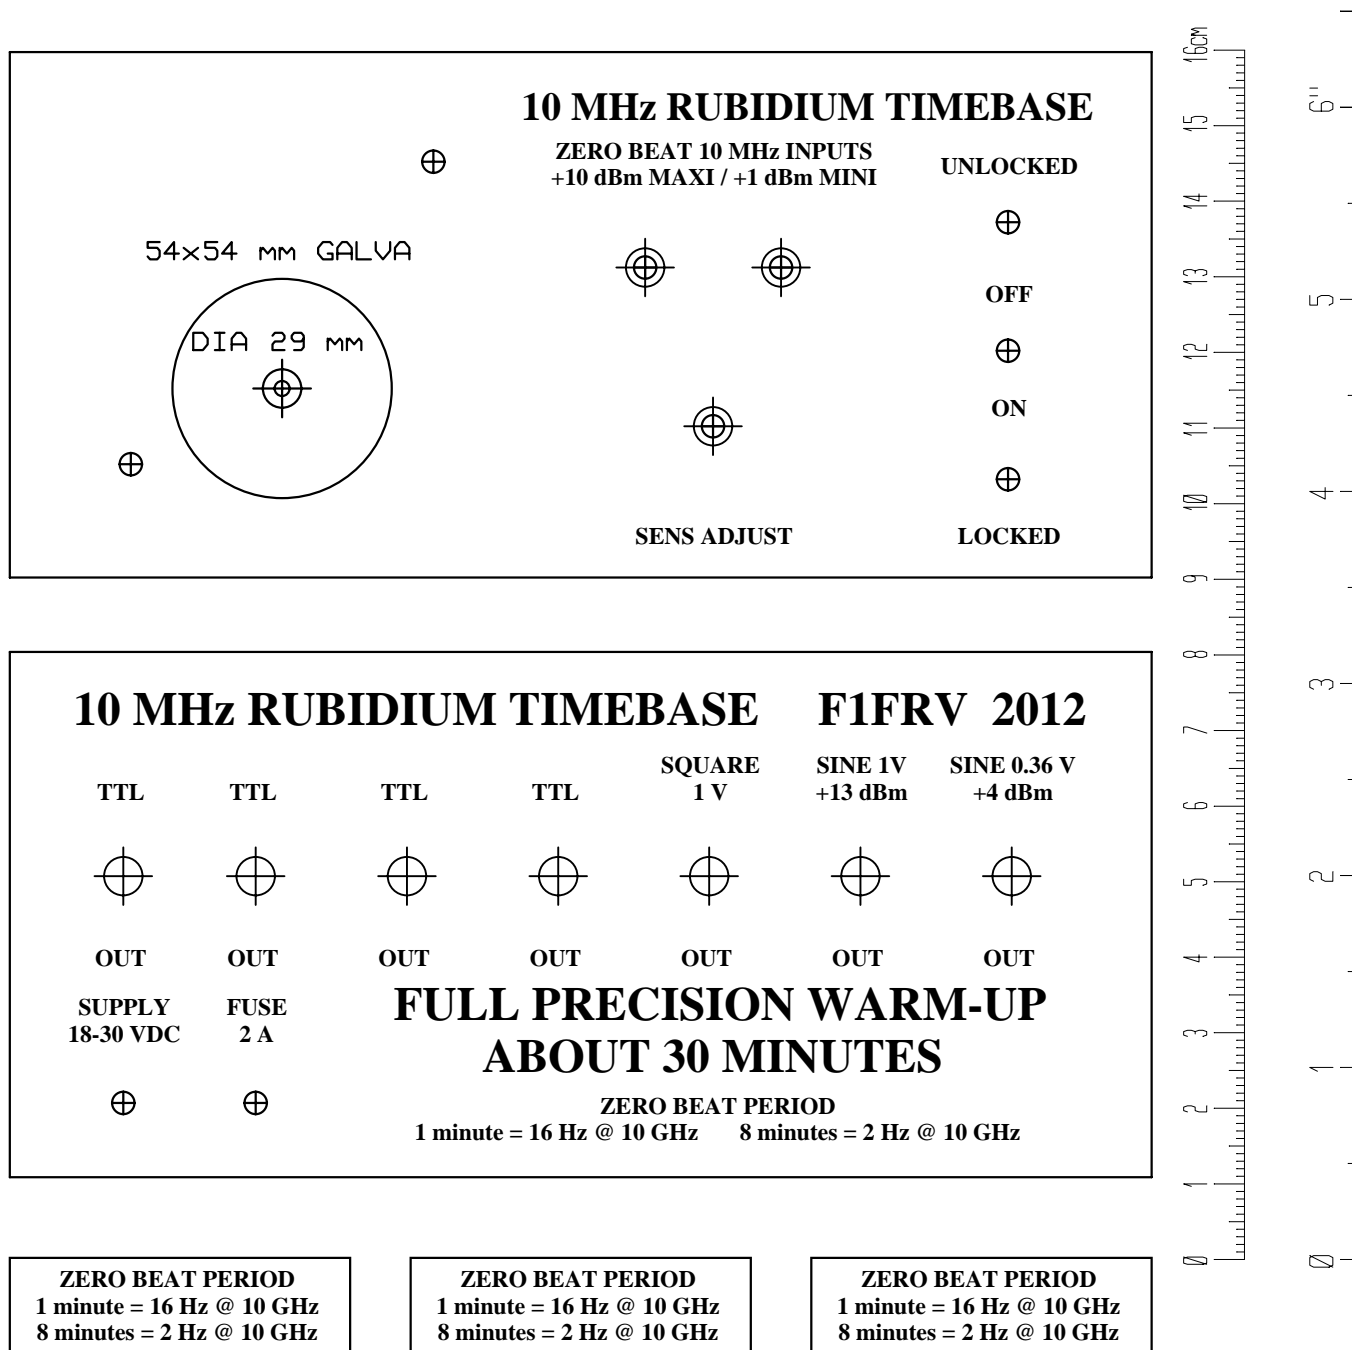 10 MHz RUBIDIUM TIMEBASE
ZERO BEAT 10 MHz INPUTS
+10 dBm MAXI / +1 dBm MINI
UNLOCKED
54x54 mm GALVA
OFF
DIA 29 mm
ON
SENS ADJUST
LOCKED
10 MHz RUBIDIUM TIMEBASE F1FRV 2012
SQUARE SINE 1V SINE 0.36 V
TTL TTL TTL TTL 1 V +13 dBm +4 dBm
OUT OUT OUT OUT OUT OUT OUT
SUPPLY FUSE
18-30 VDC 2 A
FULL PRECISION WARM-UP
ABOUT 30 MINUTES
ZERO BEAT PERIOD
1 minute = 16 Hz @ 10 GHz 8 minutes = 2 Hz @ 10 GHz
ZERO BEAT PERIOD
1 minute = 16 Hz @ 10 GHz
8 minutes = 2 Hz @ 10 GHz
ZERO BEAT PERIOD
1 minute = 16 Hz @ 10 GHz
8 minutes = 2 Hz @ 10 GHz
ZERO BEAT PERIOD
1 minute = 16 Hz @ 10 GHz
8 minutes = 2 Hz @ 10 GHz
0 1 2 3 4 5 6 7 8 9 10 11 12 13 14 15 16cm
0 1 2 3 4 5 6"